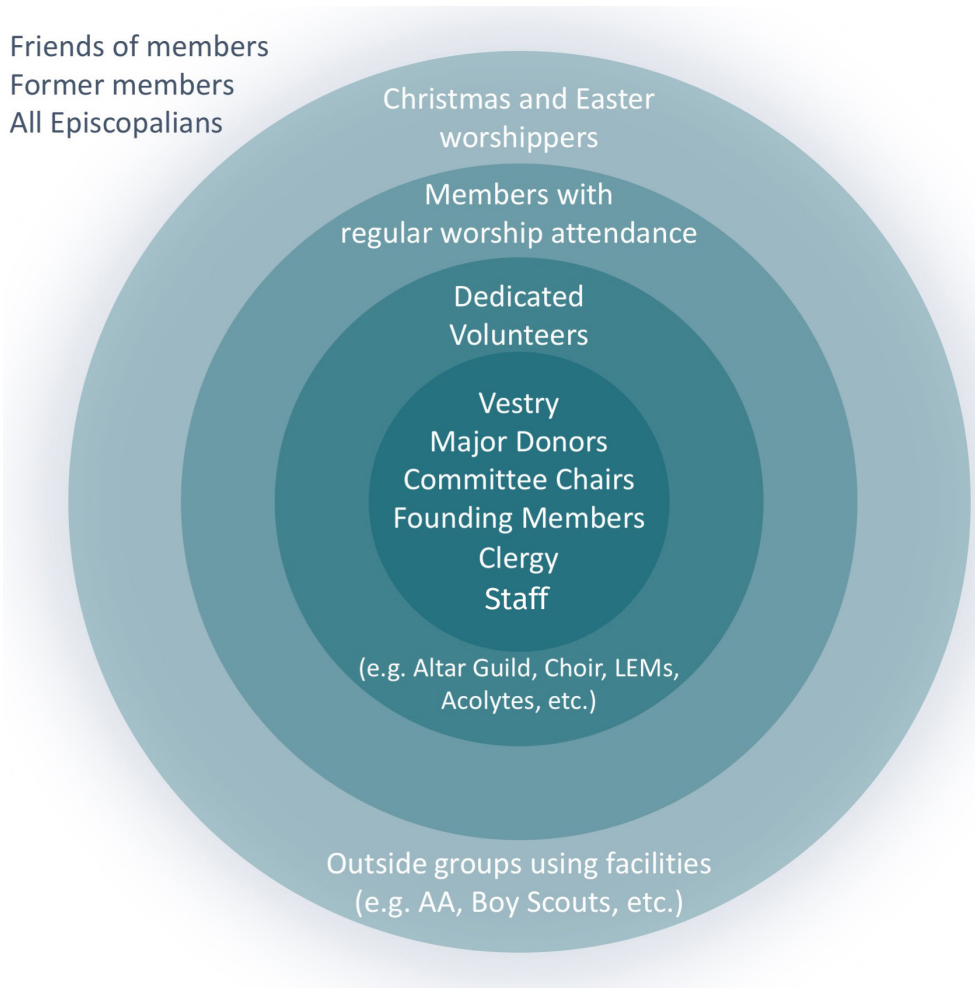 Friends of members
Former members
All Episcopalians
Christmas and Easter
worshippers
Members with
regular worship attendance
Dedicated
Volunteers
Vestry
Major Donors
Committee Chairs
Founding Members
Clergy
Staff
(e.g. Altar Guild, Choir, LEMs,
Acolytes, etc.)
Outside groups using facilities
(e.g. AA, Boy Scouts, etc.)